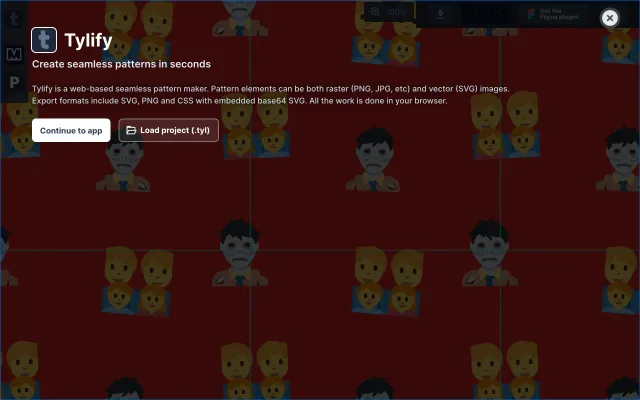 t
Tylify
Create seamless patterns in seconds
Tylify is a web-based seamless pattern maker. Pattern elements can be both raster (PNG, JPG, etc) and vector (SVG) images.
Export formats include SVG, PNG and CSS with embedded base64 SVG. All the work is done in your browser.
Continue to app
Load project (.tyl)
Get the
Figma plugin!
P